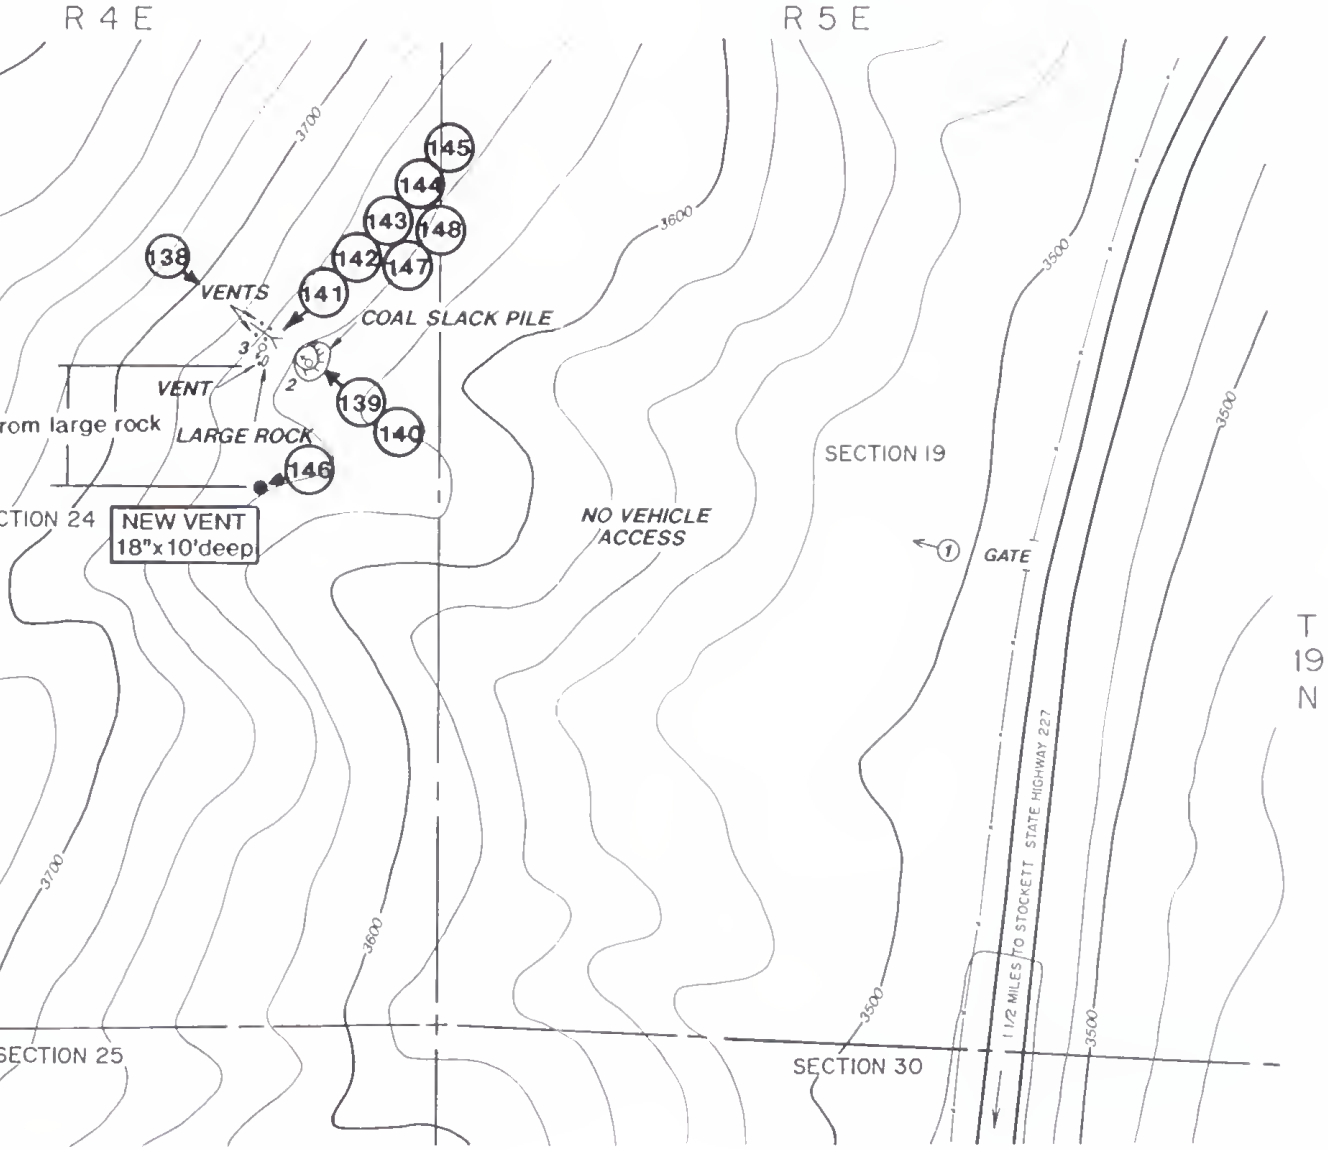 R 4 E
R 5 E
3700
145
144
143
148
3600
138
142
147
3500
VENTS
141
COAL SLACK PILE
3
VENT
2
139
3500
rom large rock
LARGE ROCK
140
SECTION 19
146
CTION 24
NEW VENT
18"x10'deep
NO VEHICLE
ACCESS
1
GATE
T
19
N
1 1/2 MILES TO STOCKETT STATE HIGHWAY 227
3700
3600
3500
3500
SECTION 25
SECTION 30